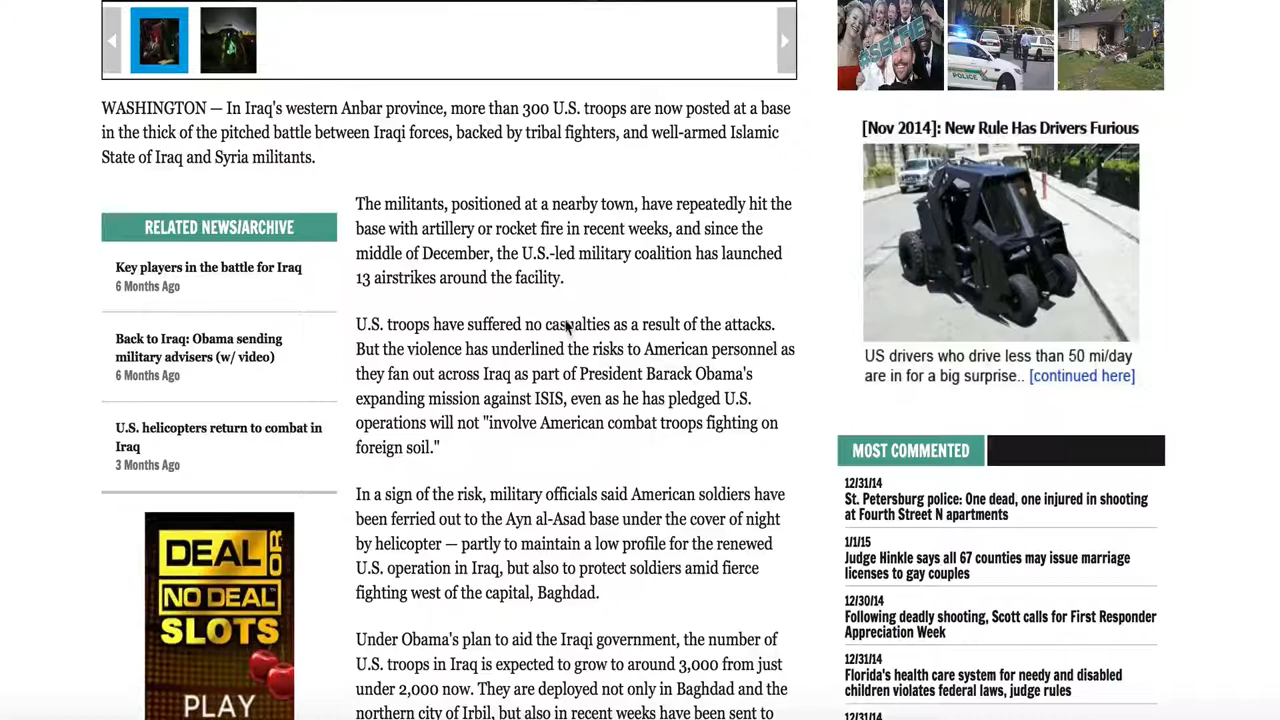 #SELFIE
POLICE
WASHINGTON — In Iraq's western Anbar province, more than 300 U.S. troops are now posted at a base
in the thick of the pitched battle between Iraqi forces, backed by tribal fighters, and well-armed Islamic
State of Iraq and Syria militants.
RELATED NEWS/ARCHIVE
Key players in the battle for Iraq
6 Months Ago
Back to Iraq: Obama sending
military advisers (w/ video)
6 Months Ago
U.S. helicopters return to combat in
Iraq
3 Months Ago
DEAL OR
NO DEAL™
SLOTS
PLAY
The militants, positioned at a nearby town, have repeatedly hit the
base with artillery or rocket fire in recent weeks, and since the
middle of December, the U.S.-led military coalition has launched
13 airstrikes around the facility.
U.S. troops have suffered no casualties as a result of the attacks.
But the violence has underlined the risks to American personnel as
they fan out across Iraq as part of President Barack Obama's
expanding mission against ISIS, even as he has pledged U.S.
operations will not "involve American combat troops fighting on
foreign soil."
In a sign of the risk, military officials said American soldiers have
been ferried out to the Ayn al-Asad base under the cover of night
by helicopter — partly to maintain a low profile for the renewed
U.S. operation in Iraq, but also to protect soldiers amid fierce
fighting west of the capital, Baghdad.
Under Obama's plan to aid the Iraqi government, the number of
U.S. troops in Iraq is expected to grow to around 3,000 from just
under 2,000 now. They are deployed not only in Baghdad and the
northern city of Irbil, but also in recent weeks have been sent to
[Nov 2014]: New Rule Has Drivers Furious
US drivers who drive less than 50 mi/day
are in for a big surprise.. [continued here]
MOST COMMENTED
12/31/14
St. Petersburg police: One dead, one injured in shooting
at Fourth Street N apartments
1/1/15
Judge Hinkle says all 67 counties may issue marriage
licenses to gay couples
12/30/14
Following deadly shooting, Scott calls for First Responder
Appreciation Week
12/31/14
Florida's health care system for needy and disabled
children violates federal laws, judge rules
12/31/14